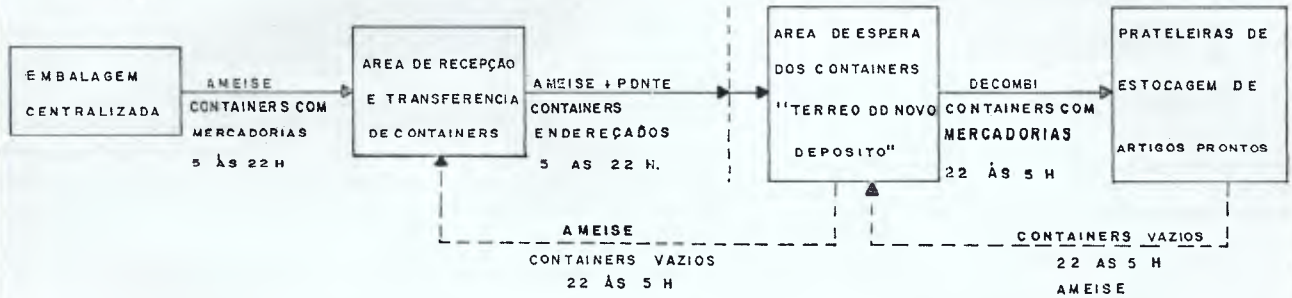 EMBALAGEM
CENTRALIZADA
AMEISE
CONTAINERS COM
MERCADORIAS
5 ÀS 22 H
AREA DE RECEPÇÃO
E TRANSFERÊNCIA
DE CONTAINERS
AMEISE + PONTE
CONTAINERS
ENDEREÇADOS
5 AS 22 H.
AREA DE ESPERA
DOS CONTAINERS
"TERREO DD NOVO
DEPOSITO"
DECOMBI
CONTAINERS COM
MERCADORIAS
22 ÀS 5 H
PRATELEIRAS DE
ESTOCAGEM DE
ARTIGOS PRONTOS
AMEISE
CONTAINERS VAZIOS
22 ÀS 5 H
CONTAINERS VAZIOS
22 AS 5 H
AMEISE